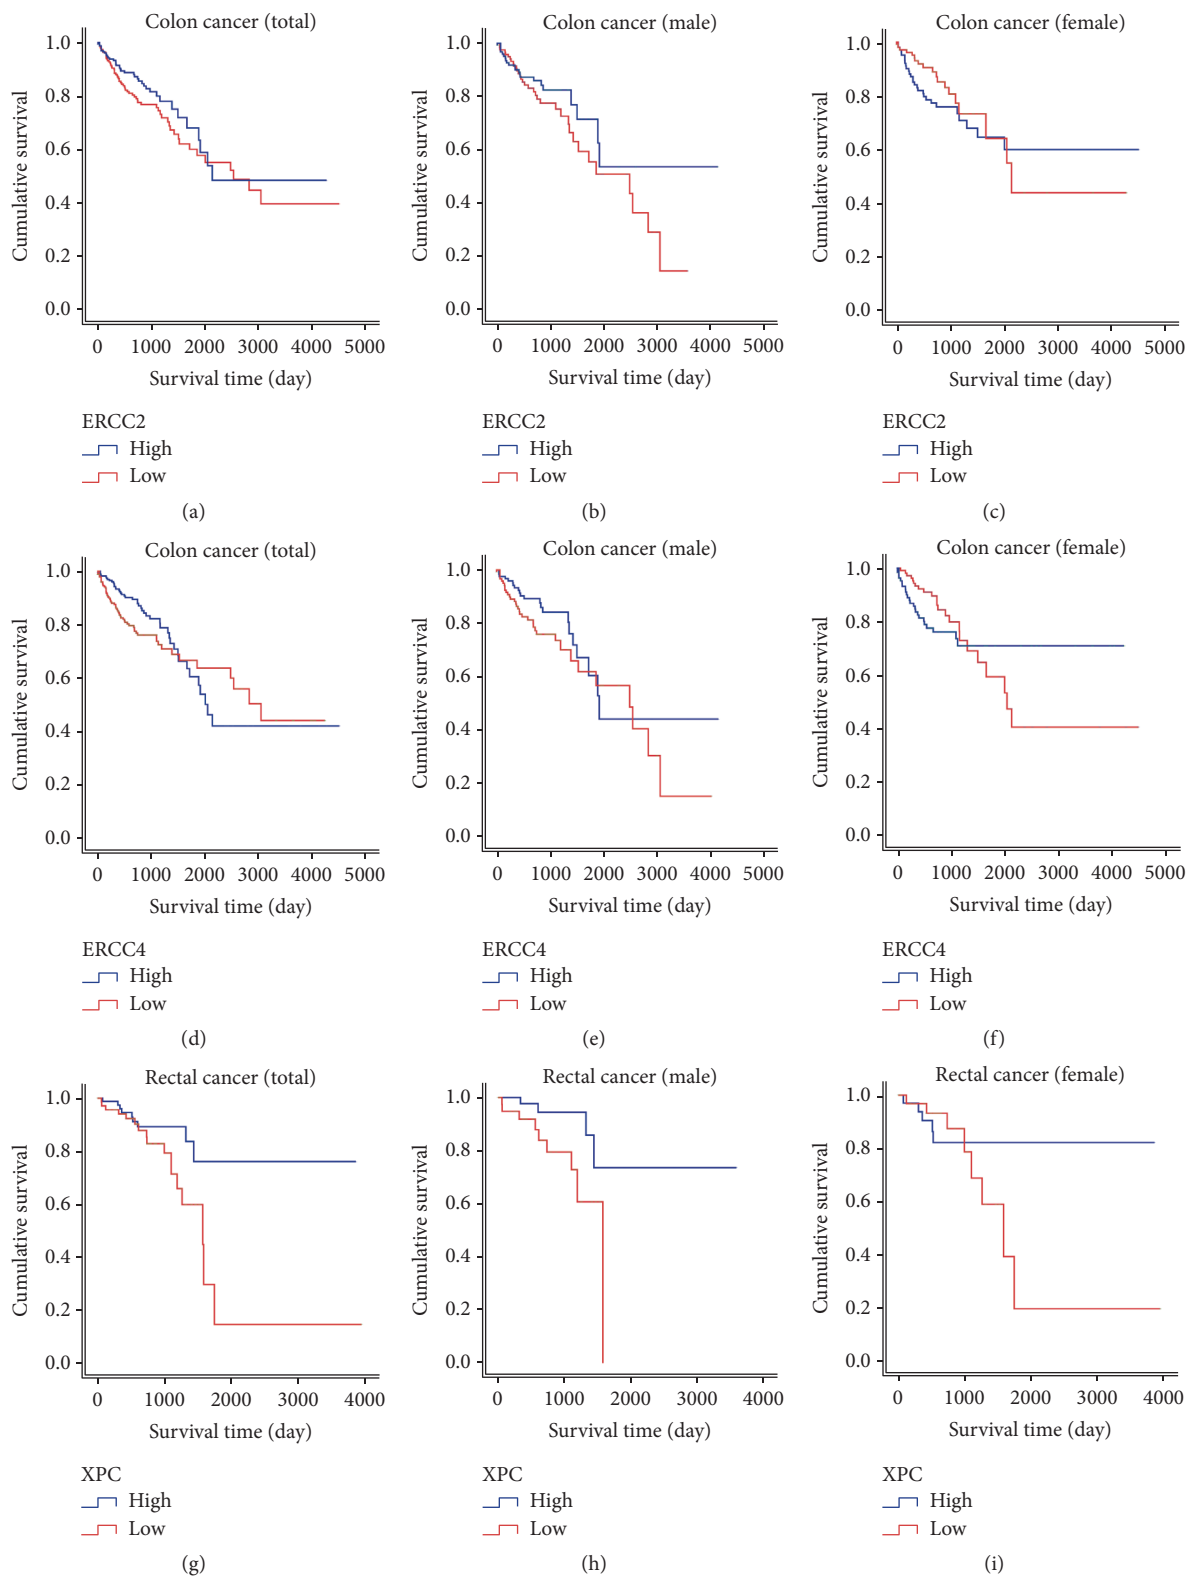 Colon cancer (total)
Cumulative survival
1.0
0.8
0.6
0.4
0.2
0.0
0 1000 2000 3000 4000 5000
Survival time (day)
ERCC2
High
Low
(a)
Colon cancer (male)
Cumulative survival
1.0
0.8
0.6
0.4
0.2
0.0
0 1000 2000 3000 4000 5000
Survival time (day)
ERCC2
High
Low
(b)
Colon cancer (female)
Cumulative survival
1.0
0.8
0.6
0.4
0.2
0.0
0 1000 2000 3000 4000 5000
Survival time (day)
ERCC2
High
Low
(c)
Colon cancer (total)
Cumulative survival
1.0
0.8
0.6
0.4
0.2
0.0
0 1000 2000 3000 4000 5000
Survival time (day)
ERCC4
High
Low
(d)
Colon cancer (male)
Cumulative survival
1.0
0.8
0.6
0.4
0.2
0.0
0 1000 2000 3000 4000 5000
Survival time (day)
ERCC4
High
Low
(e)
Colon cancer (female)
Cumulative survival
1.0
0.8
0.6
0.4
0.2
0.0
0 1000 2000 3000 4000 5000
Survival time (day)
ERCC4
High
Low
(f)
Rectal cancer (total)
Cumulative survival
1.0
0.8
0.6
0.4
0.2
0.0
0 1000 2000 3000 4000
Survival time (day)
XPC
High
Low
(g)
Rectal cancer (male)
Cumulative survival
1.0
0.8
0.6
0.4
0.2
0.0
0 1000 2000 3000 4000
Survival time (day)
XPC
High
Low
(h)
Rectal cancer (female)
Cumulative survival
1.0
0.8
0.6
0.4
0.2
0.0
0 1000 2000 3000 4000
Survival time (day)
XPC
High
Low
(i)